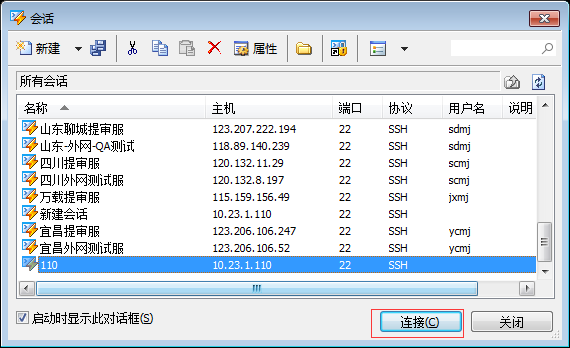 会话
新建 属性
所有会话
名称 主机 端口 协议 用户名 说明
山东聊城提审服 123.207.222.194 22 SSH sdmj
山东-外网-QA测试 118.89.140.239 22 SSH sdmj
四川提审服 120.132.11.29 22 SSH scmj
四川外网测试服 120.132.8.197 22 SSH scmj
万载提审服 115.159.156.49 22 SSH jxmj
新建会话 10.23.1.110 22 SSH
宜昌提审服 123.206.106.247 22 SSH ycmj
宜昌外网测试服 123.206.106.52 22 SSH ycmj
110 10.23.1.110 22 SSH
启动时显示此对话框(S) 连接(C) 关闭